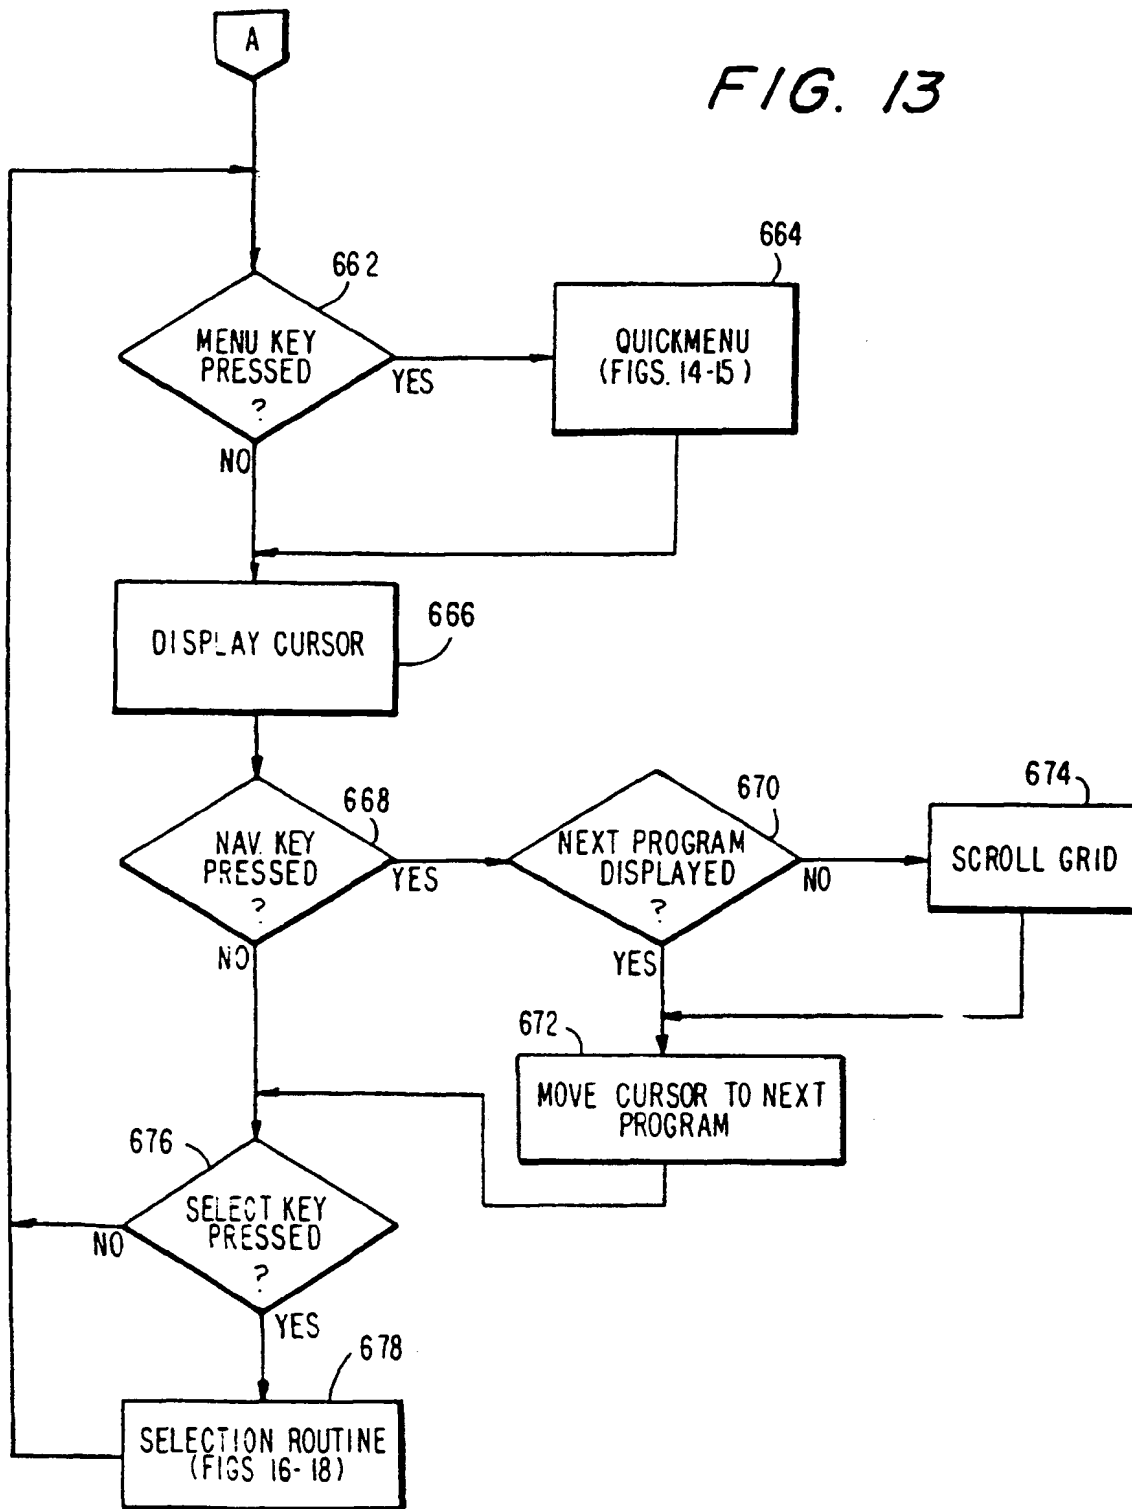 A
FIG. 13
662
MENU KEY
PRESSED
?
YES
NO
664
QUICKMENU
(FIGS. 14-15)
DISPLAY CURSOR
666
668
NAV. KEY
PRESSED
?
YES
NO
670
NEXT PROGRAM
DISPLAYED
?
NO
YES
674
SCROLL GRID
672
MOVE CURSOR TO NEXT
PROGRAM
676
SELECT KEY
PRESSED
?
NO
YES
678
SELECTION ROUTINE
(FIGS 16-18)